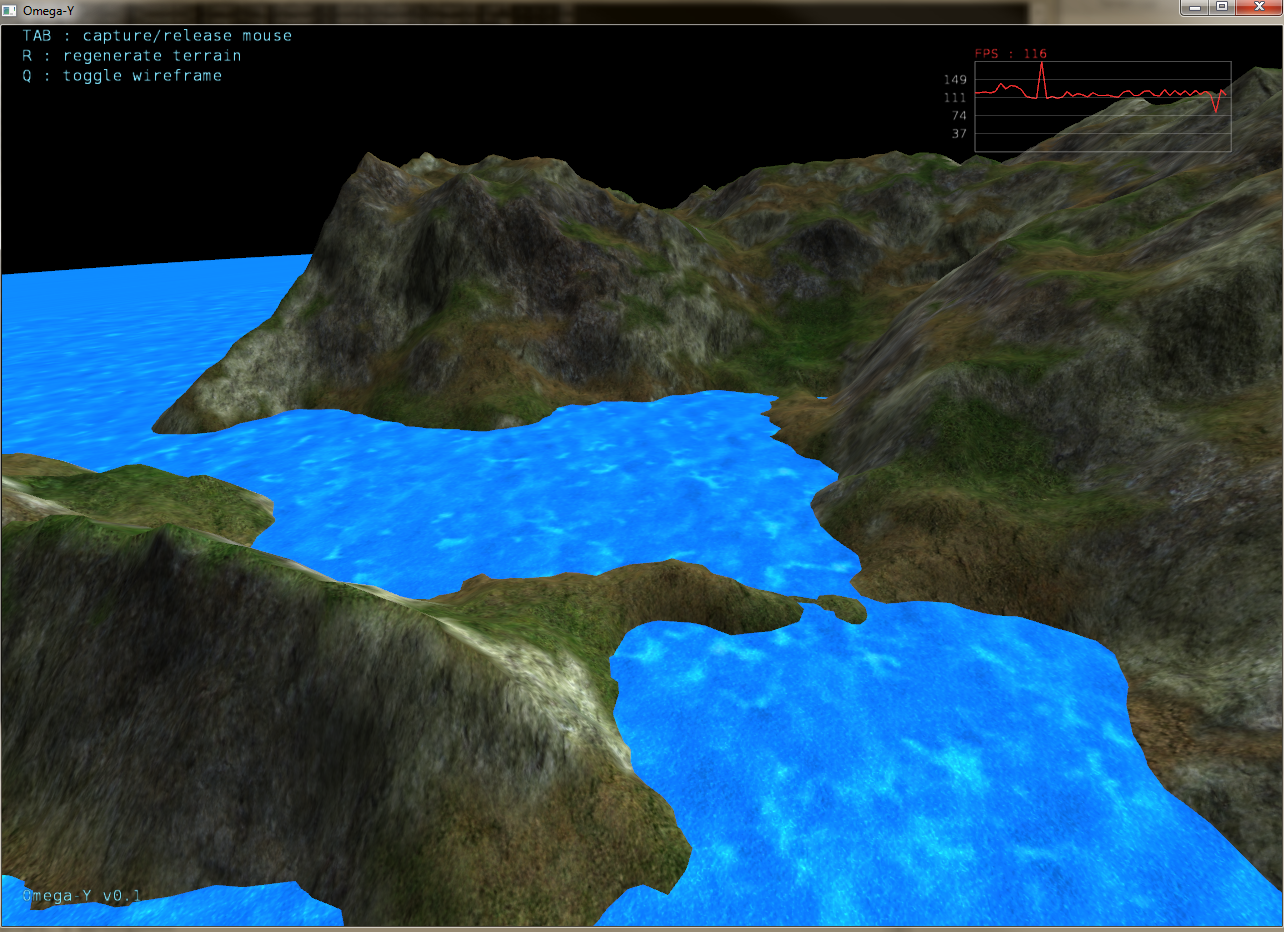 Omega-Y
TAB : capture/release mouse
R : regenerate terrain
Q : toggle wireframe
FPS : 116
149
111
74
37
Omega-Y v0.1